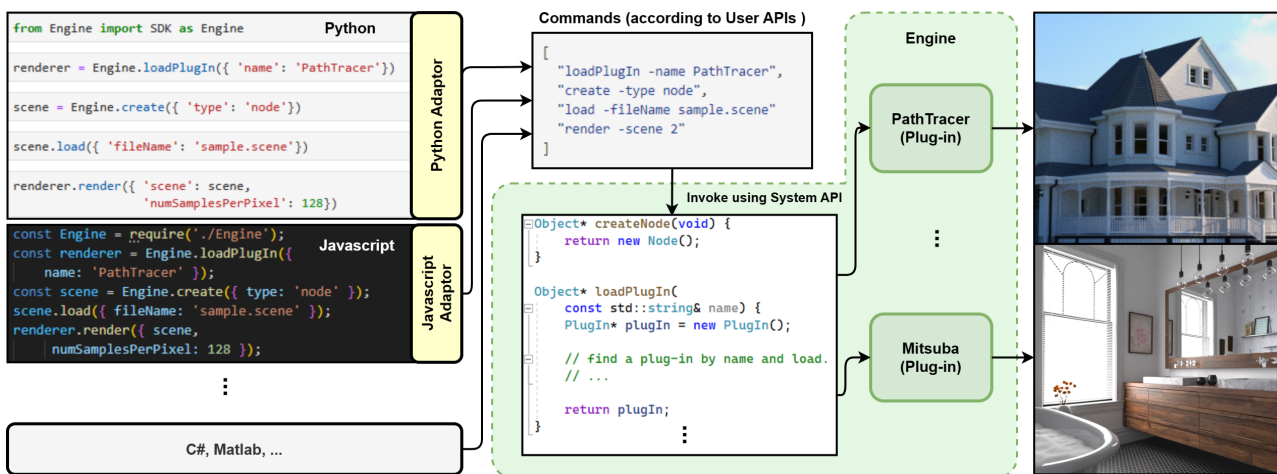 from Engine import SDK as Engine
Python
renderer = Engine.loadPlugIn({ 'name': 'PathTracer'})
scene = Engine.create({ 'type': 'node'})
scene.load({ 'fileName': 'sample.scene'})
renderer.render({ 'scene': scene,
'numSamplesPerPixel': 128})
Python Adaptor
const Engine = require('./Engine');
Javascript
const renderer = Engine.loadPlugIn({
name: 'PathTracer' });
const scene = Engine.create({ type: 'node' });
scene.load({ fileName: 'sample.scene' });
renderer.render({ scene,
numSamplesPerPixel: 128 });
Javascript
Adaptor
C#, Matlab, ...
Commands (according to User APIs )
[
"loadPlugIn -name PathTracer",
"create -type node",
"load -fileName sample.scene"
"render -scene 2"
]
Invoke using System API
Object* createNode(void) {
return new Node();
}
Object* loadPlugIn(
const std::string& name) {
PlugIn* plugIn = new PlugIn();
// find a plug-in by name and load.
// ...
return plugIn;
}
Engine
PathTracer
(Plug-in)
Mitsuba
(Plug-in)